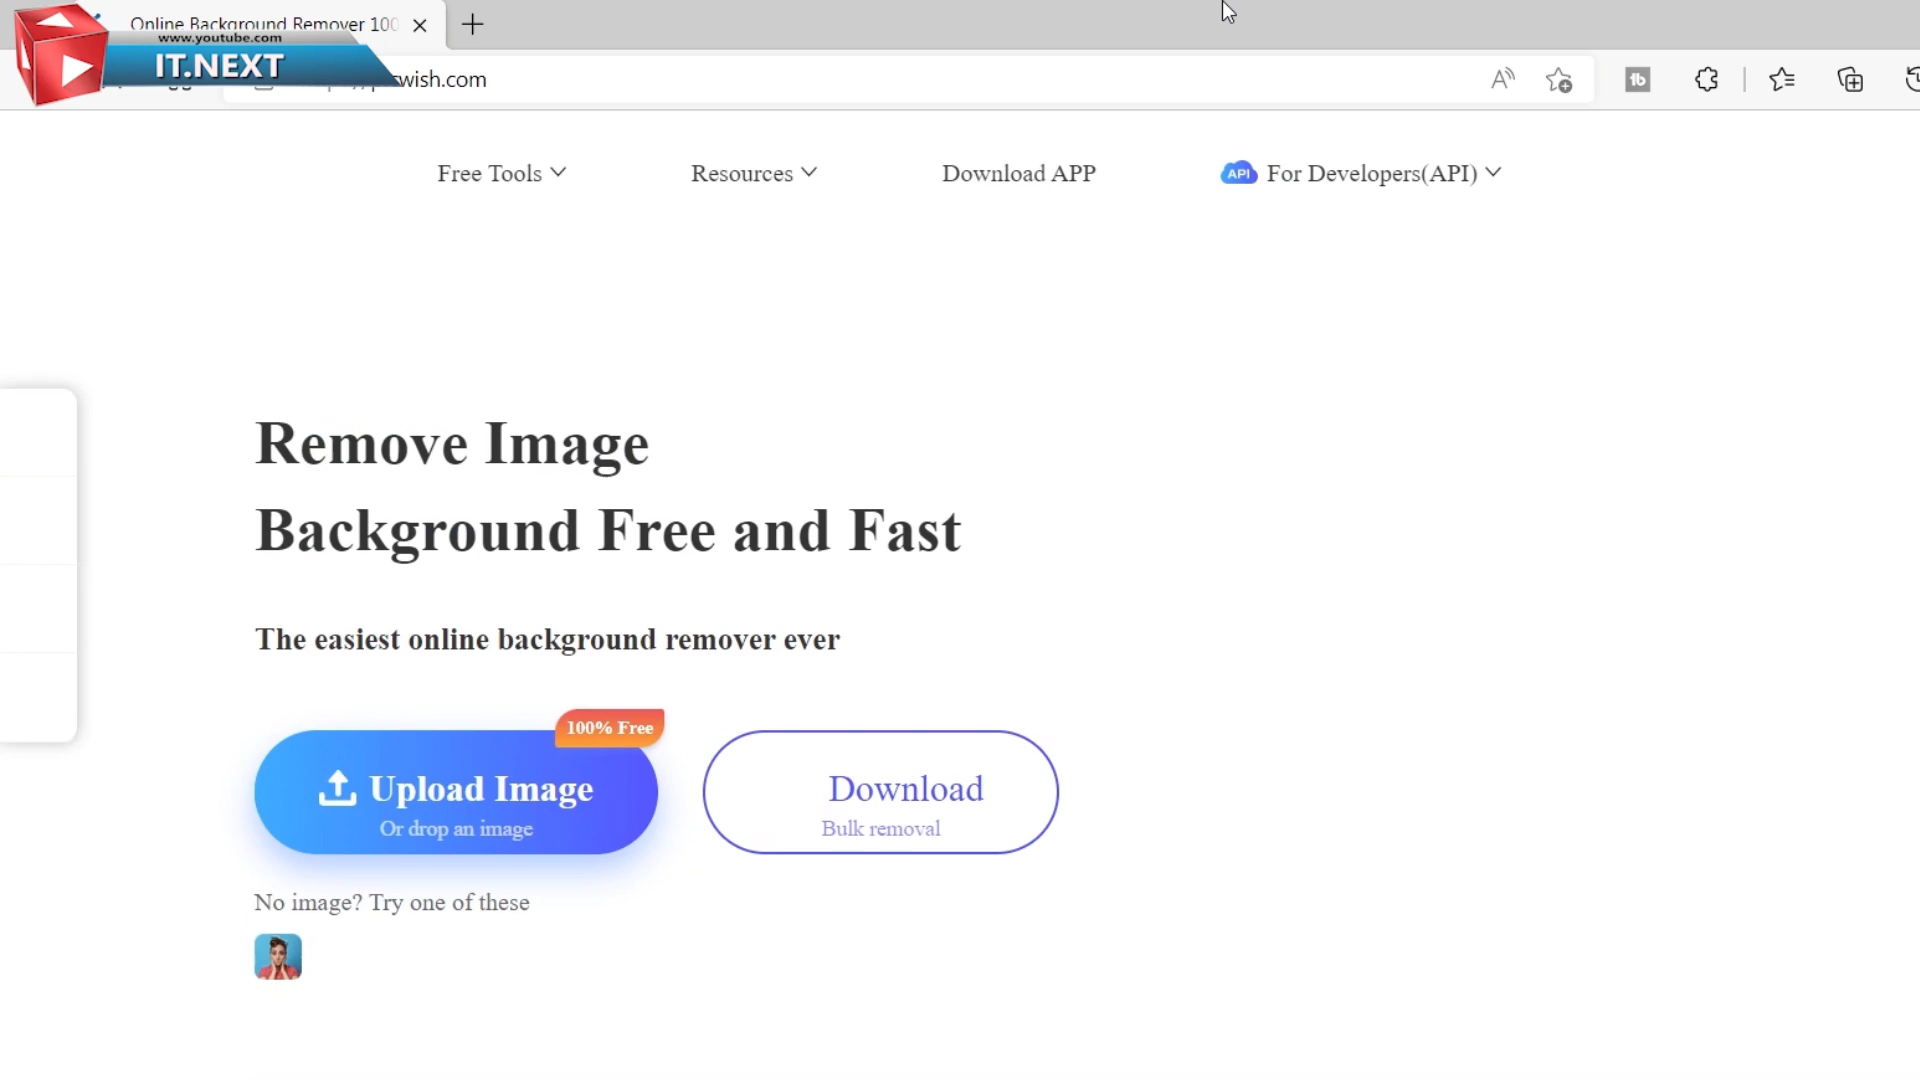 Online Background Remover 100
www.youtube.com
IT.NEXT
wish.com
Free Tools
Resources
Download APP
API For Developers(API)
Remove Image
Background Free and Fast
The easiest online background remover ever
100% Free
Upload Image
Or drop an image
Download
Bulk removal
No image? Try one of these